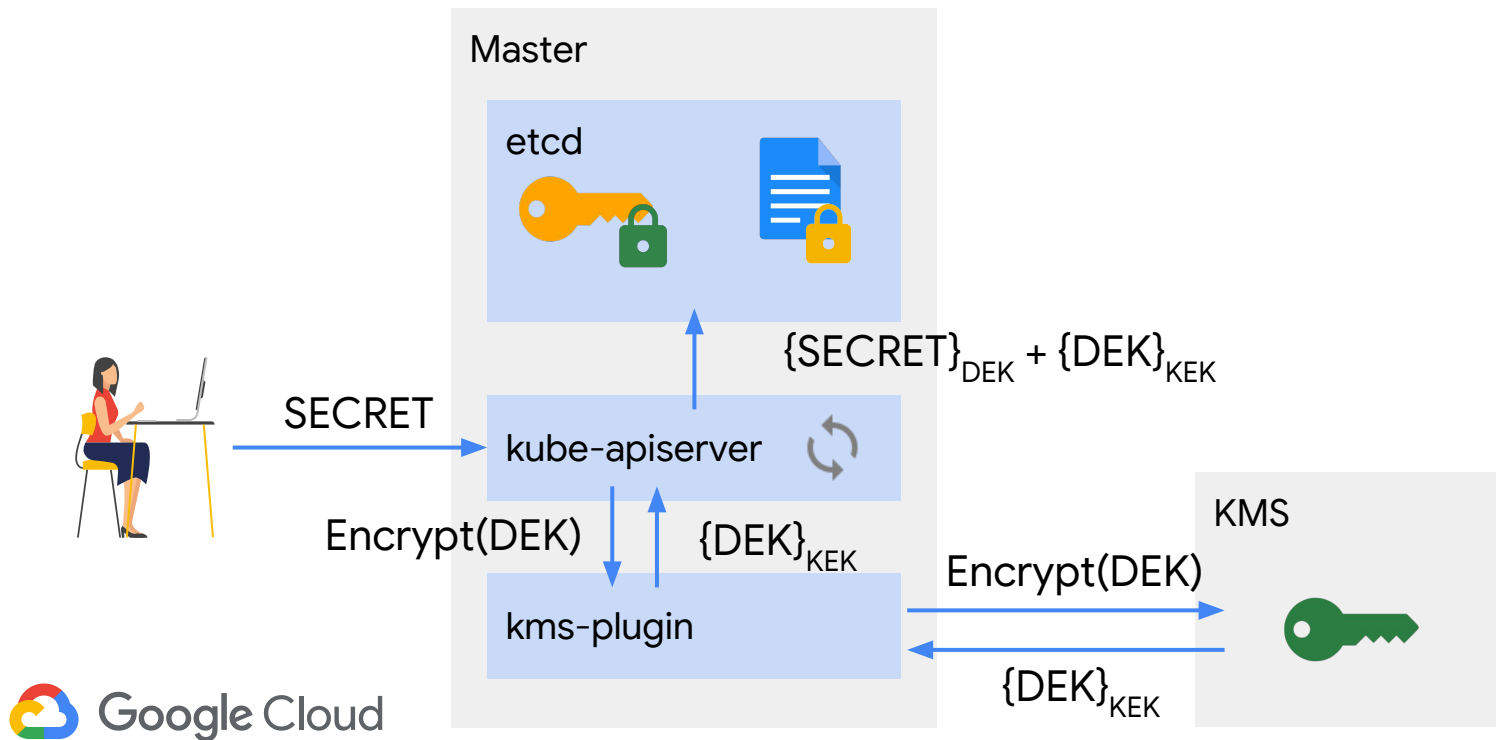 Master
etcd
{SECRET}DEK + {DEK}KEK
SECRET
kube-apiserver
Encrypt(DEK)
{DEK}KEK
KMS
Encrypt(DEK)
kms-plugin
{DEK}KEK
Google Cloud